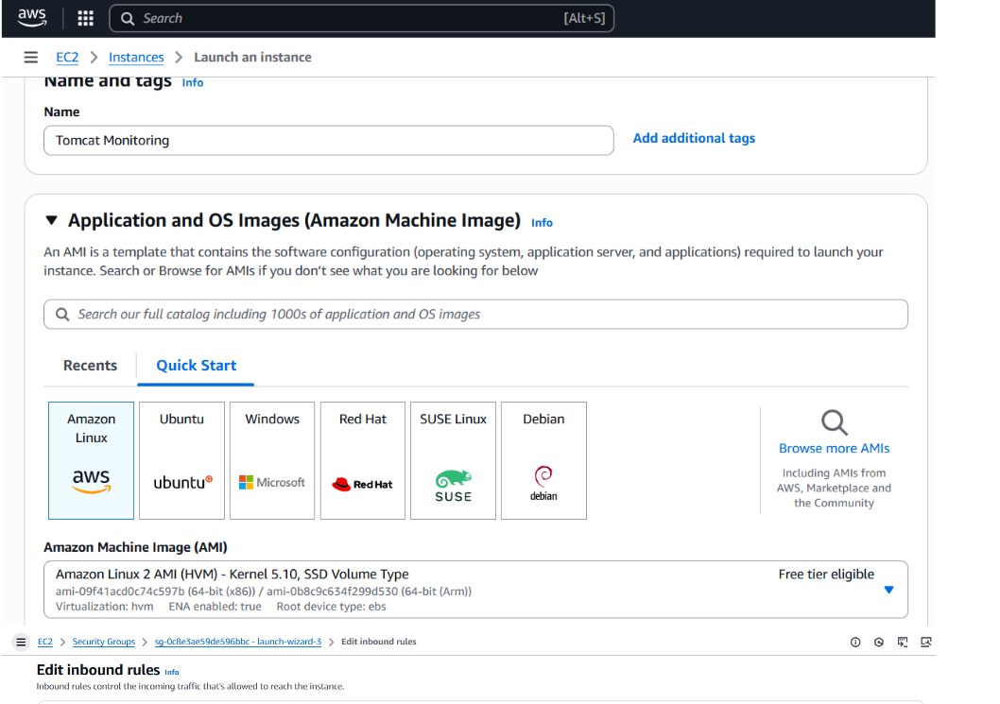 aws
Search [Alt+S]
EC2 > Instances > Launch an instance
Name and tags Info
Name
Tomcat Monitoring Add additional tags
Application and OS Images (Amazon Machine Image) Info
An AMI is a template that contains the software configuration (operating system, application server, and applications) required to launch your
instance. Search or Browse for AMIs if you don't see what you are looking for below
Search our full catalog including 1000s of application and OS images
Recents Quick Start
Amazon Linux
aws
Ubuntu
ubuntu
Windows
Microsoft
Red Hat
Red Hat
SUSE Linux
SUSE
Debian
debian
Browse more AMIs
Including AMIs from
AWS, Marketplace and
the Community
Amazon Machine Image (AMI)
Amazon Linux 2 AMI (HVM) - Kernel 5.10, SSD Volume Type Free tier eligible
ami-09f41acd0c74c597b (64-bit (x86)) / ami-0b8c9c634f299d530 (64-bit (Arm))
Virtualization: hvm ENA enabled: true Root device type: ebs
EC2 > Security Groups > sg-0c8e3ae59de596bbc - launch-wizard-3 > Edit inbound rules
Edit inbound rules Info
Inbound rules control the incoming traffic that's allowed to reach the instance.